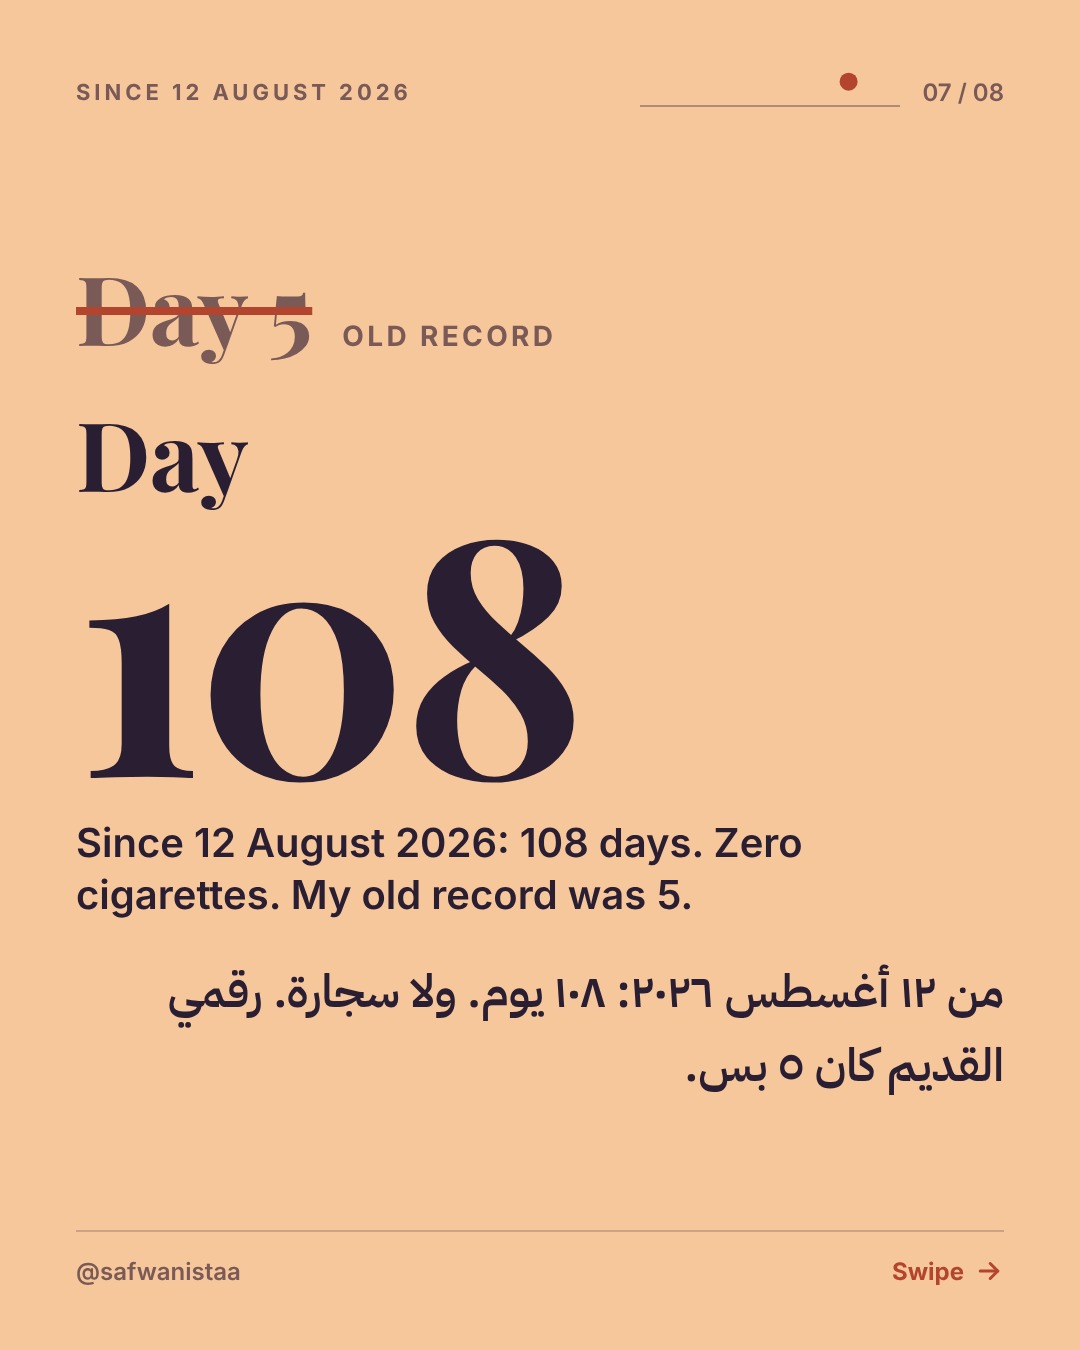 SINCE 12 AUGUST 2026
07 / 08
Day 5 OLD RECORD
Day
108
Since 12 August 2026: 108 days. Zero
cigarettes. My old record was 5.
من ١٢ أغسطس ٢٠٢٦: ١٠٨ يوم. ولا سجارة. رقمي
القديم كان ٥ بس.
@safwanistaa
Swipe →